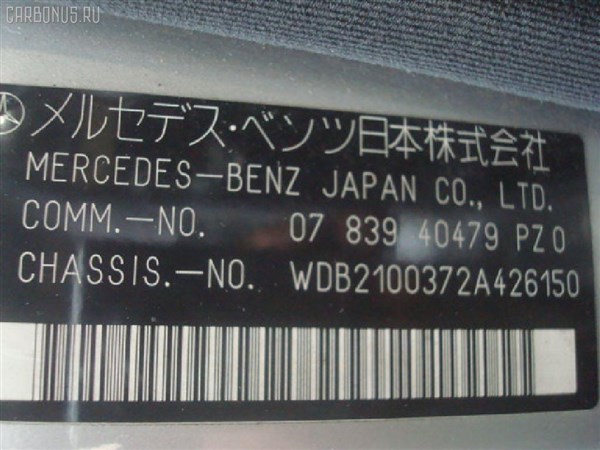 CARBONUS.RU
メルセデス・ベンツ日本株式会社
MERCEDES-BENZ JAPAN CO., LTD.
COMM.-NO. 07 839 40479 PZ0
CHASSIS.-NO. WDB2100372A426150